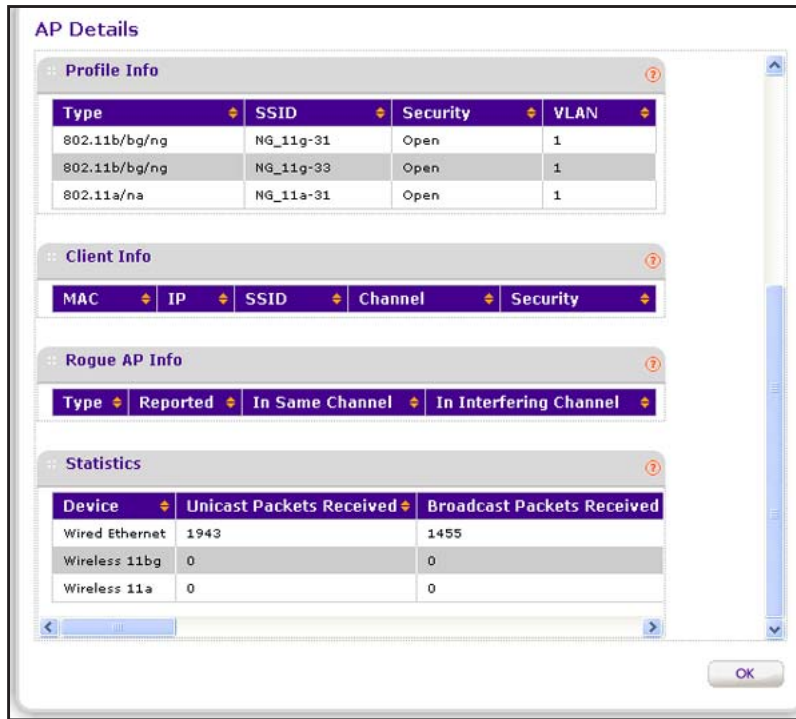 AP Details
Profile Info
Type SSID Security VLAN
802.11b/bg/ng NG_11g-31 Open 1
802.11b/bg/ng NG_11g-33 Open 1
802.11a/na NG_11a-31 Open 1
Client Info
MAC IP SSID Channel Security
Rogue AP Info
Type Reported In Same Channel In Interfering Channel
Statistics
Device Unicast Packets Received Broadcast Packets Received
Wired Ethernet 1943 1455
Wireless 11bg 0 0
Wireless 11a 0 0
OK